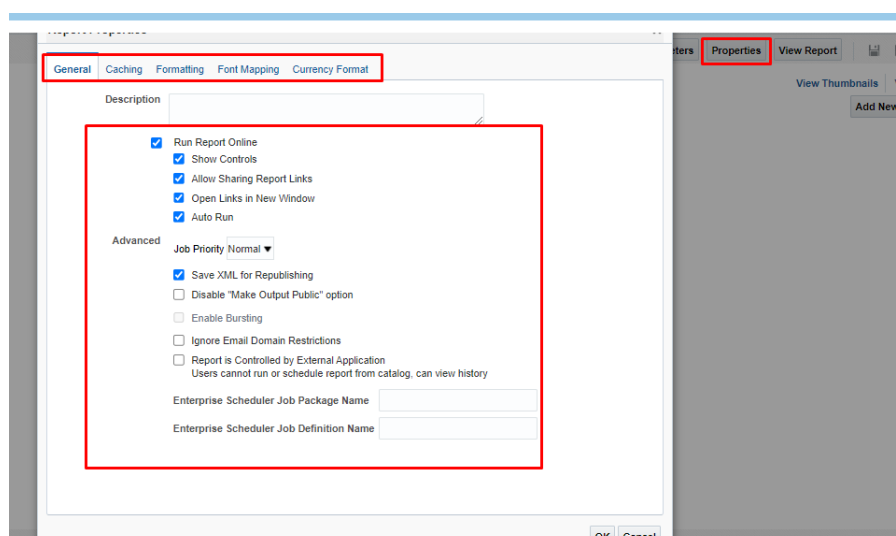 Properties View Report
View Thumbnails
Add New
General Caching Formatting Font Mapping Currency Format
Description
Run Report Online
Show Controls
Allow Sharing Report Links
Open Links in New Window
Auto Run
Advanced
Job Priority Normal
Save XML for Republishing
Disable "Make Output Public" option
Enable Bursting
Ignore Email Domain Restrictions
Report is Controlled by External Application
Users cannot run or schedule report from catalog, can view history
Enterprise Scheduler Job Package Name
Enterprise Scheduler Job Definition Name
OK Cancel